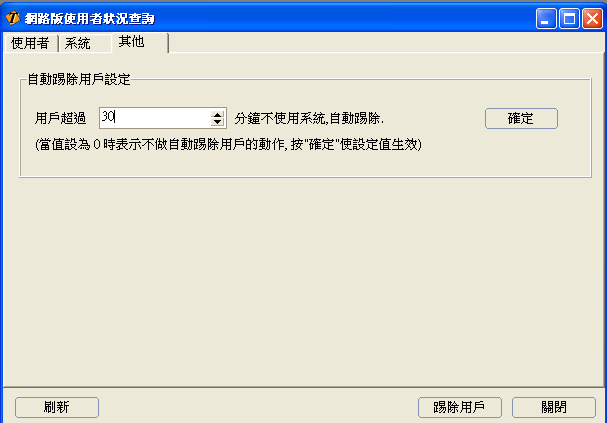 網路版使用者狀況查詢
使用者 系統 其他
自動踢除用戶設定
用戶超過 30 分鐘不使用系統,自動踢除. 確定
(當值設為 0 時表示不做自動踢除用戶的動作, 按"確定"使設定值生效)
刷新 踢除用戶 關閉